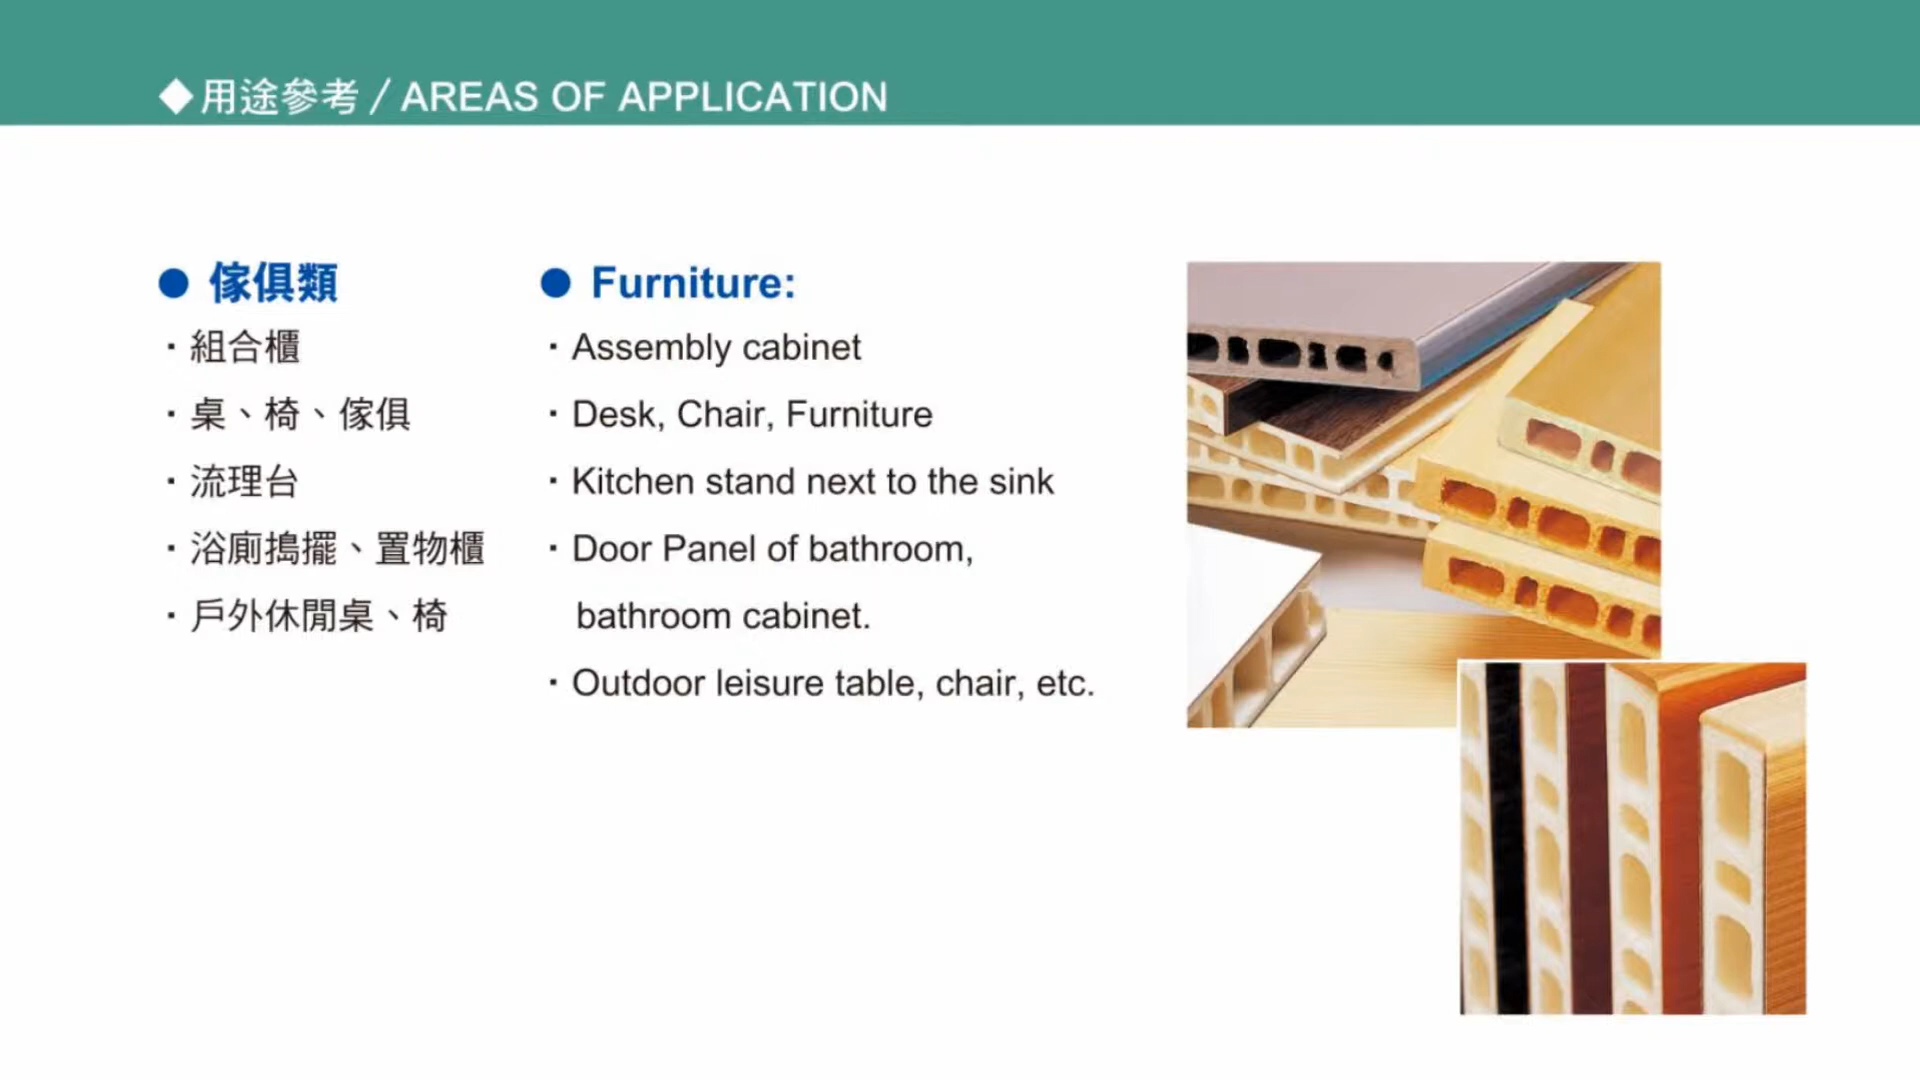 ◆用途參考/AREAS OF APPLICATION
● 傢俱類
・組合櫃
・桌、椅、傢俱
・流理台
・浴廁搗擺、置物櫃
・戶外休閒桌、椅
● Furniture:
・Assembly cabinet
・Desk, Chair, Furniture
・Kitchen stand next to the sink
・Door Panel of bathroom,
bathroom cabinet.
・Outdoor leisure table, chair, etc.